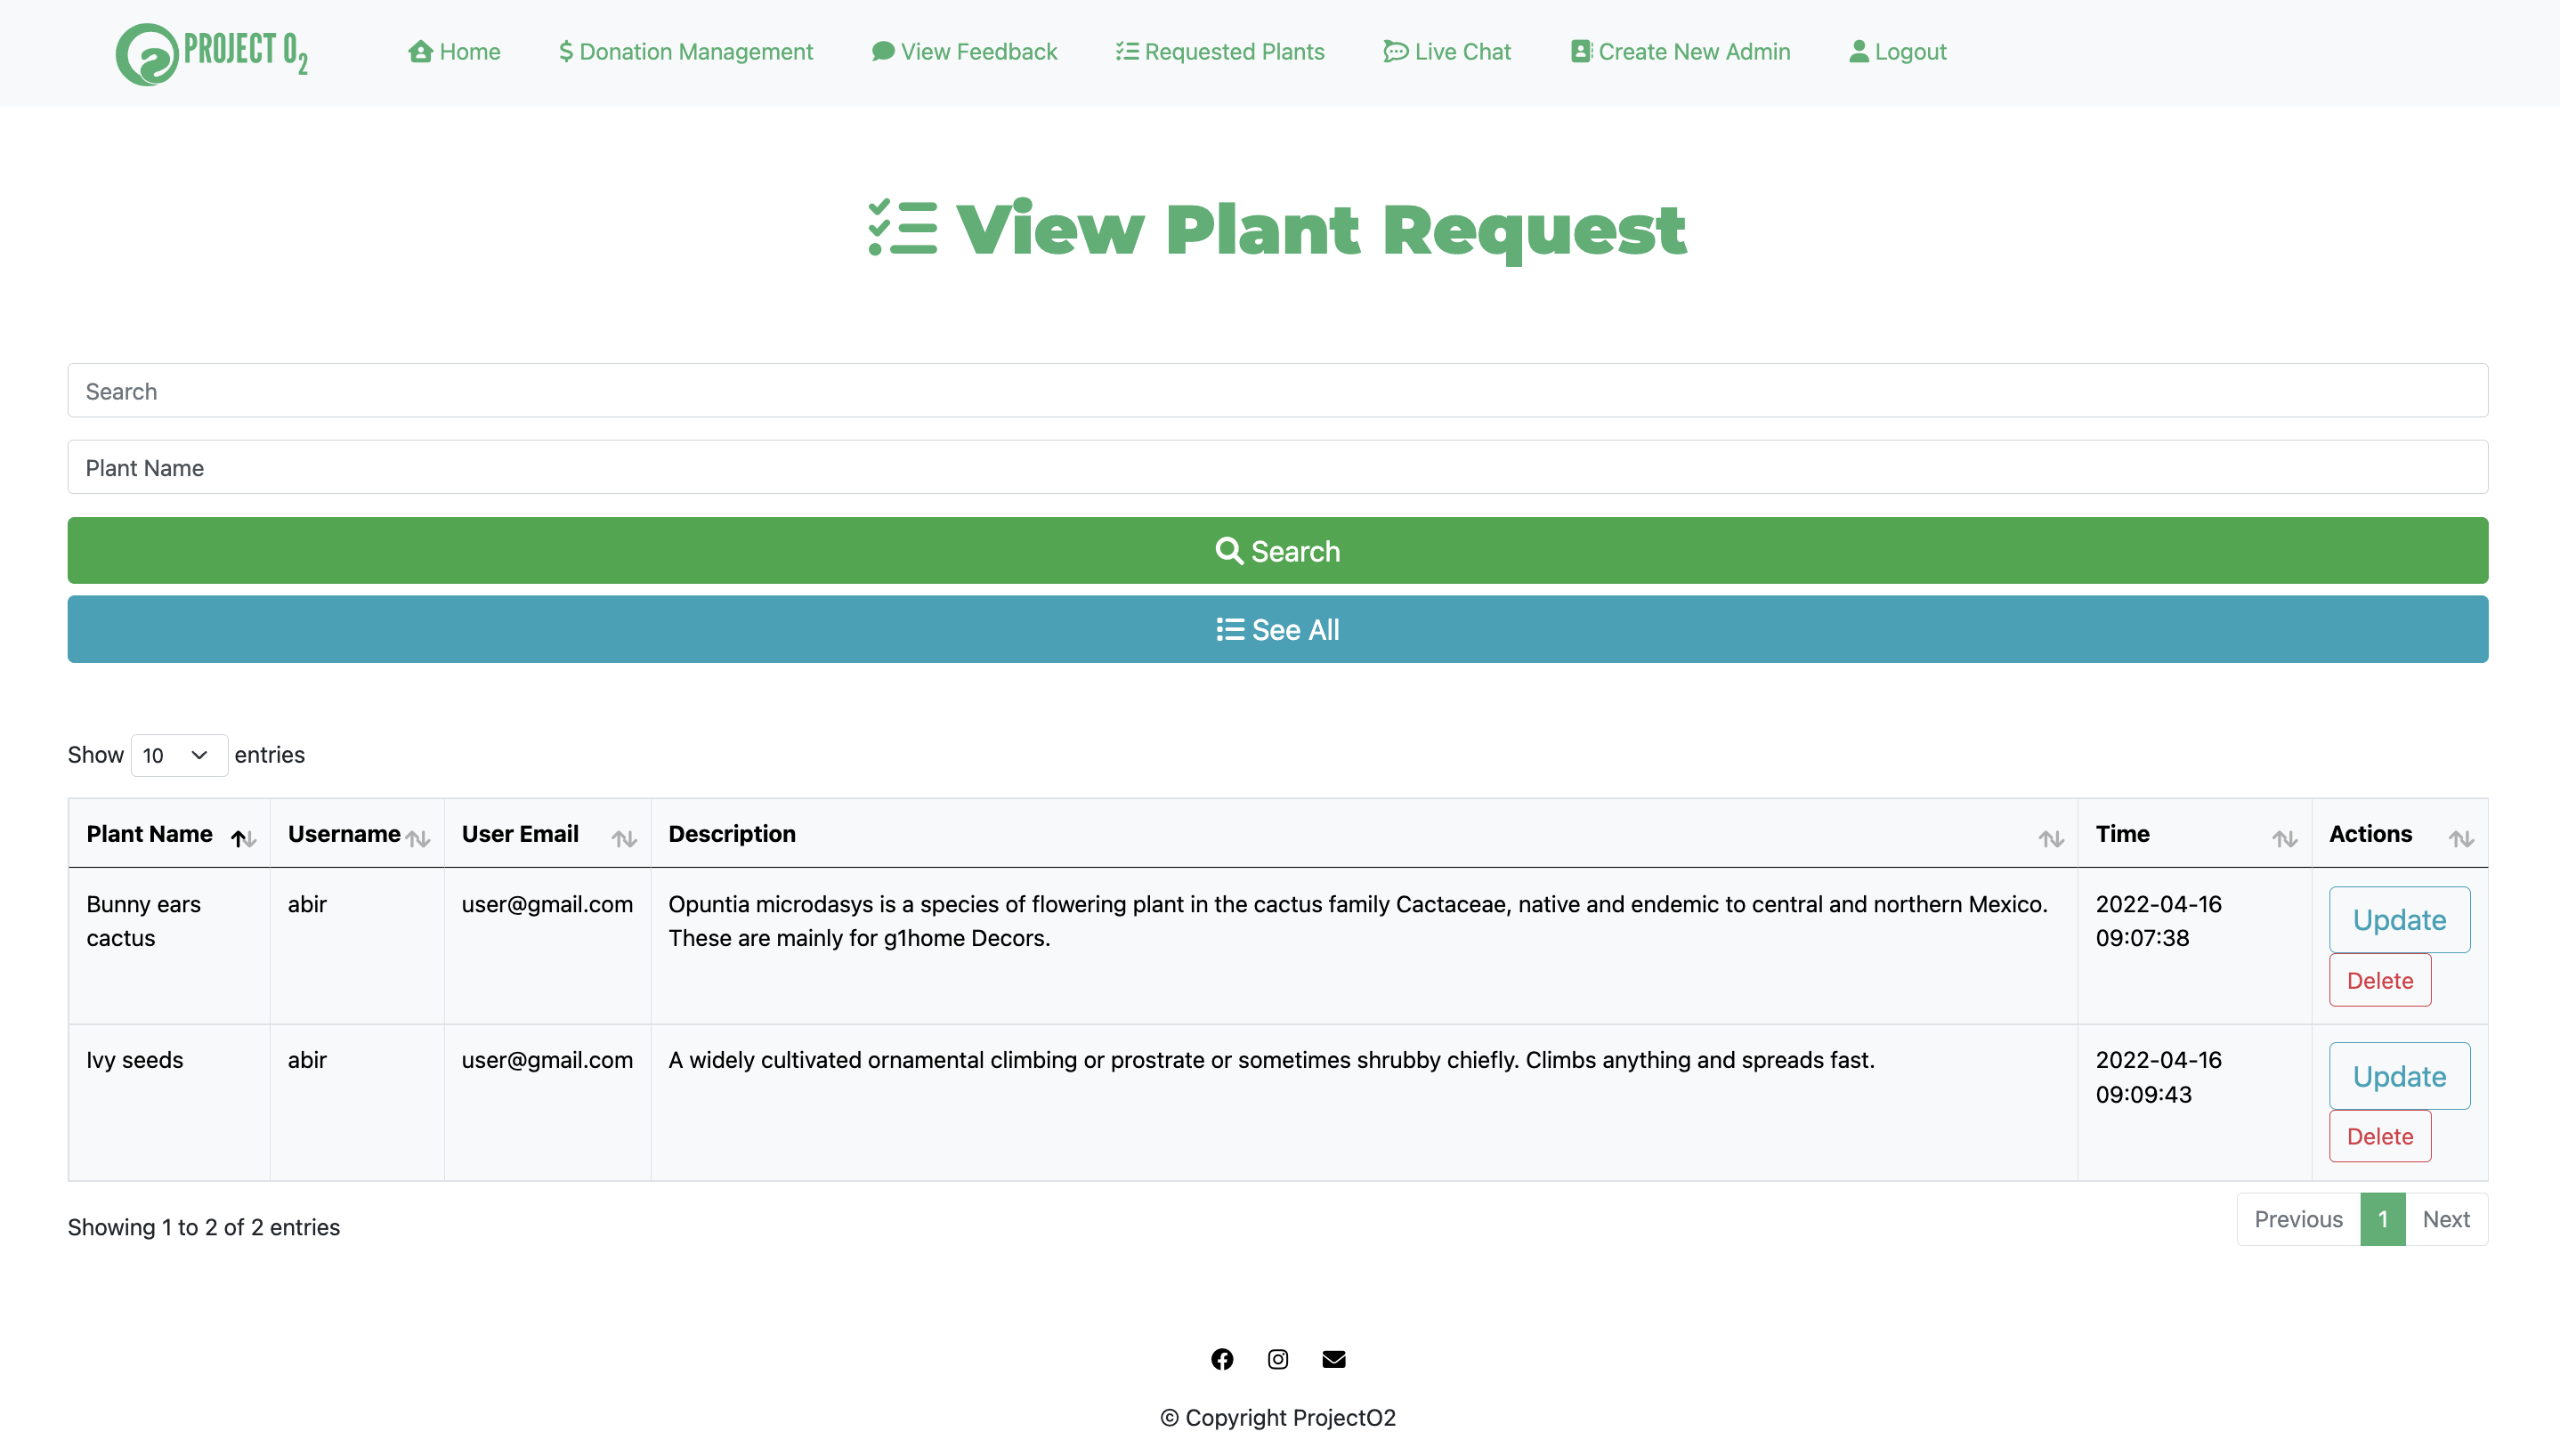 PROJECT O2 Home Donation Management View Feedback Requested Plants Live Chat Create New Admin Logout
View Plant Request
Search
Plant Name
Search
See All
Show 10 entries
Plant Name Username User Email Description Time Actions
Bunny ears abir user@gmail.com Opuntia microdasys is a species of flowering plant in the cactus family Cactaceae, native and endemic to central and northern Mexico. 2022-04-16 Update
cactus These are mainly for g1home Decors. 09:07:38
Delete
Ivy seeds abir user@gmail.com A widely cultivated ornamental climbing or prostrate or sometimes shrubby chiefly. Climbs anything and spreads fast. 2022-04-16 Update
09:09:43
Delete
Showing 1 to 2 of 2 entries Previous 1 Next
© Copyright ProjectO2